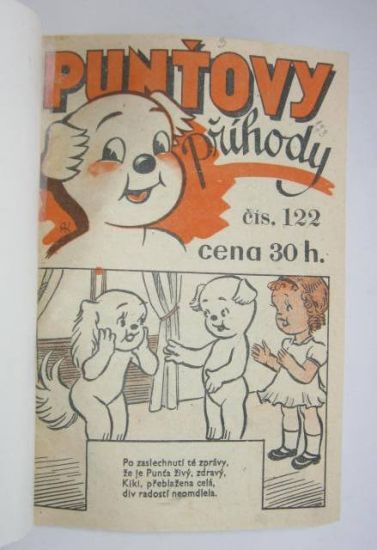 PUNŤOVY
příhody
čís. 122
cena 30 h.
Po zaslechnutí té zprávy,
že je Punťa živý, zdravý,
Kiki, přeblažena celá,
div radostí neomdlela.